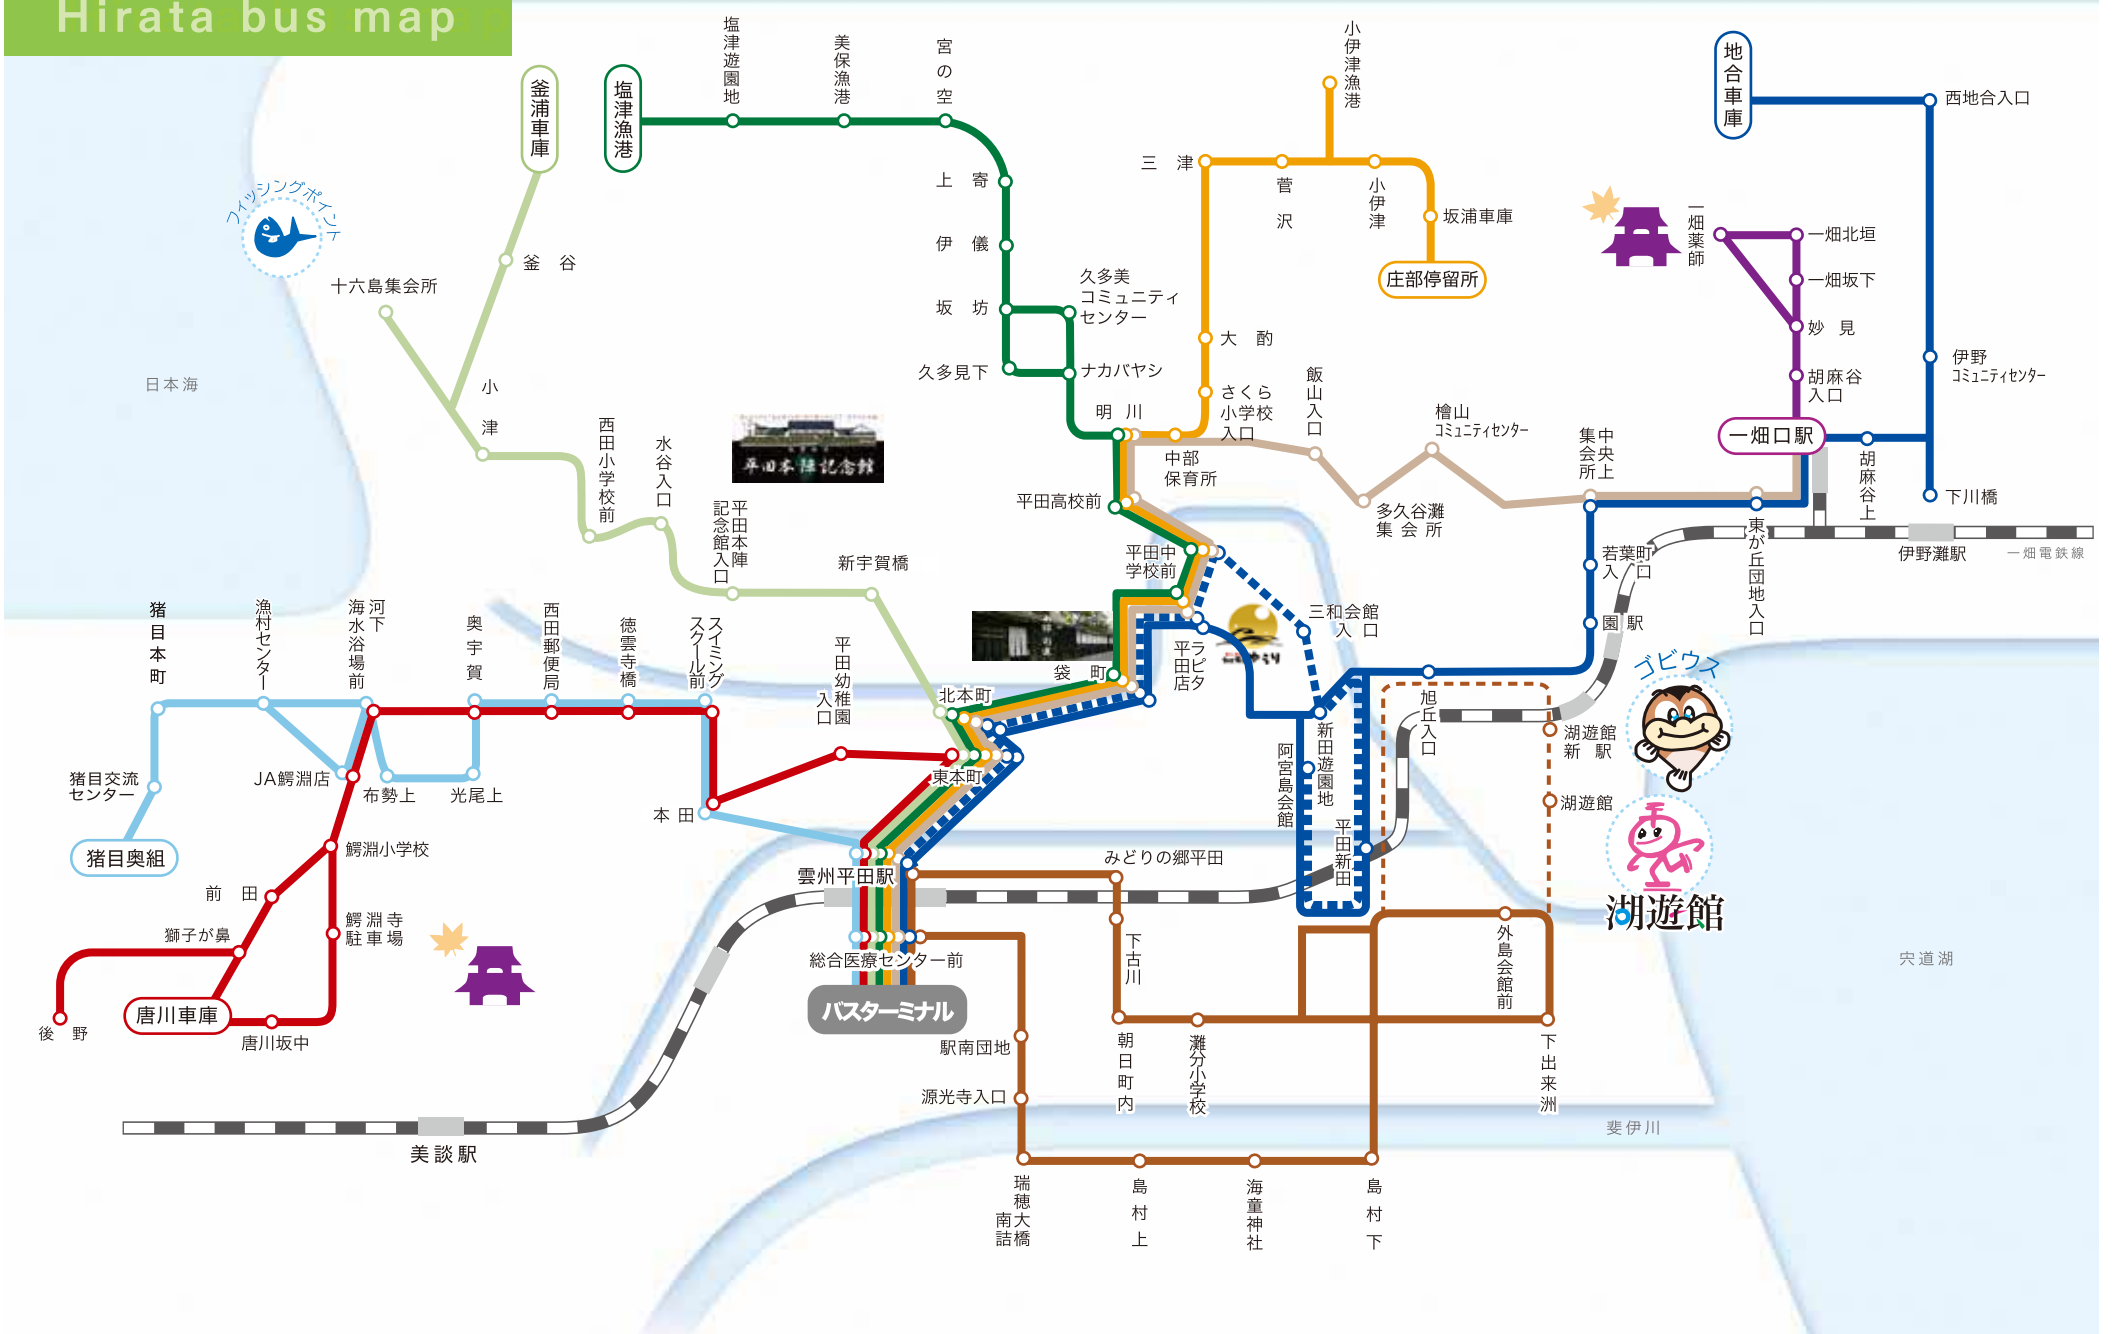 Hirata bus map
釜浦車庫
塩津漁港
塩津遊園地
美保漁港
宮の空
小伊津漁港
地合車庫
西地合入口
三津
菅沢
小伊津
坂浦車庫
庄部停留所
上寄
伊儀
坂坊
久多見下
久多美
コミュニティ
センター
ナカバヤシ
明川
大酌
さくら
小学校
入口
中部
保育所
飯山入口
檜山
コミュニティセンター
多久谷灘
集会所
中央上
集会所
一畑薬師
一畑北垣
一畑坂下
妙見
胡麻谷
入口
一畑口駅
胡麻谷上
伊野
コミュニティセンター
下川橋
伊野灘駅
一畑電鉄線
東が丘団地入口
若葉町
入口
園駅
フィッシングポイント
日本海
十六島集会所
釜谷
小津
西田小学校前
水谷入口
平田本陣
記念館入口
平田本陣記念館
新宇賀橋
平田高校前
平田中
学校前
三和会館
入口
ラピタ
平田店
袋町
北本町
東本町
平田幼稚園
入口
猪目本町
漁村センター
河下
海水浴場前
奥宇賀
西田郵便局
徳雲寺橋
スイミング
スクール前
猪目交流
センター
猪目奥組
JA鰐淵店
布勢上
光尾上
本田
鰐淵小学校
前田
獅子が鼻
鰐淵寺
駐車場
後野
唐川車庫
唐川坂中
雲州平田駅
総合医療センター前
バスターミナル
みどりの郷平田
下古川
朝日町内
灘分小学校
駅南団地
源光寺入口
瑞穂大橋
南詰
島村上
海童神社
島村下
下出来洲
外島会館前
阿宮島会館
新田遊園地
平田新田
旭丘入口
湖遊館
新駅
湖遊館
ゴビウス
湖遊館
宍道湖
斐伊川
美談駅